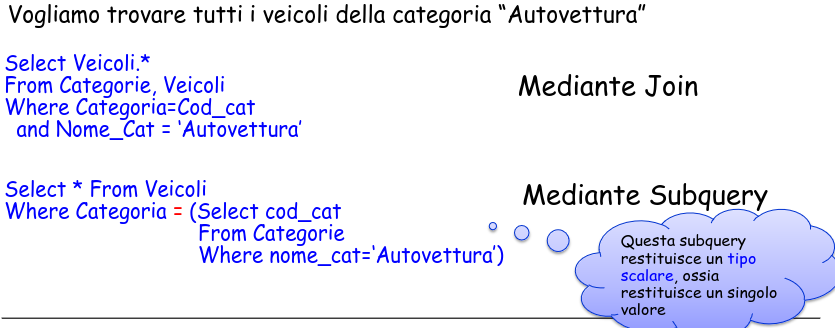 Vogliamo trovare tutti i veicoli della categoria “Autovettura”
Select Veicoli.*
From Categorie, Veicoli
Where Categoria=Cod_cat
and Nome_Cat = ‘Autovettura’
Mediante Join
Select * From Veicoli
Where Categoria = (Select cod_cat
From Categorie
Where nome_cat=‘Autovettura’)
Mediante Subquery
Questa subquery
restituisce un tipo
scalare, ossia
restituisce un singolo
valore